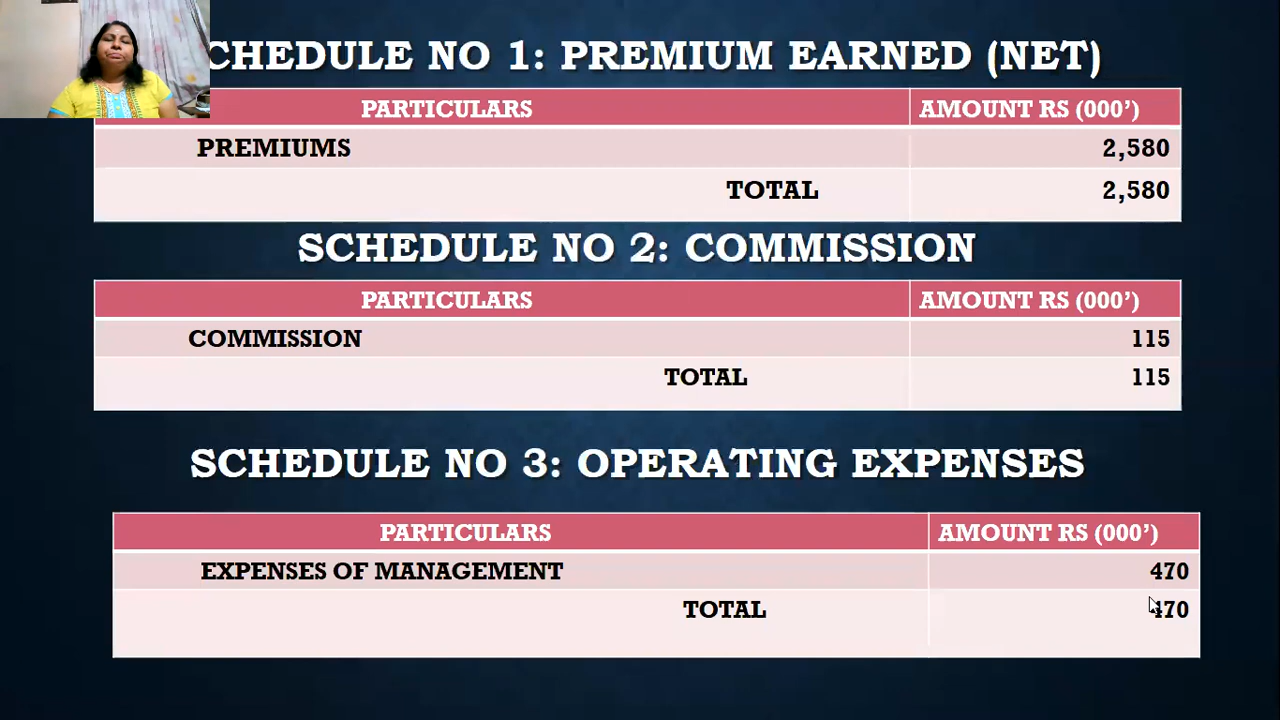 CHEDULE NO 1: PREMIUM EARNED (NET)
PARTICULARS AMOUNT RS (000’)
PREMIUMS 2,580
TOTAL 2,580
SCHEDULE NO 2: COMMISSION
PARTICULARS AMOUNT RS (000’)
COMMISSION 115
TOTAL 115
SCHEDULE NO 3: OPERATING EXPENSES
PARTICULARS AMOUNT RS (000’)
EXPENSES OF MANAGEMENT 470
TOTAL 470